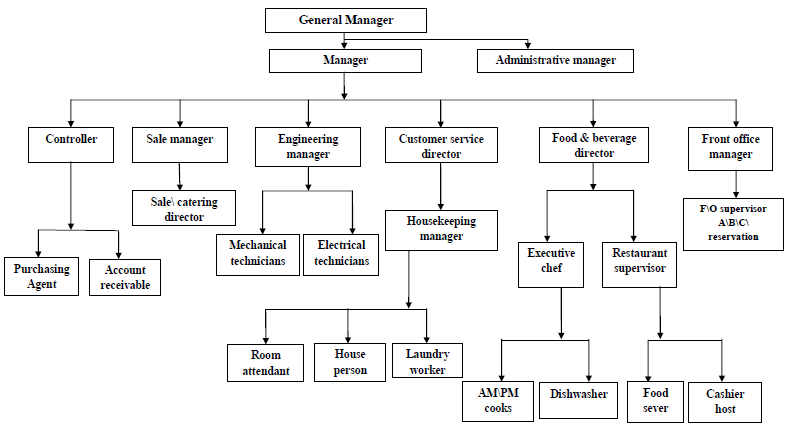 General Manager
Manager
Administrative manager
Controller
Sale manager
Engineering
manager
Customer service
director
Food & beverage
director
Front office
manager
Sale\ catering
director
Housekeeping
manager
F\O supervisor
A\B\C\
reservation
Mechanical
technicians
Electrical
technicians
Executive
chef
Restaurant
supervisor
Purchasing
Agent
Account
receivable
Room
attendant
House
person
Laundry
worker
AM\PM
cooks
Dishwasher
Food
sever
Cashier
host